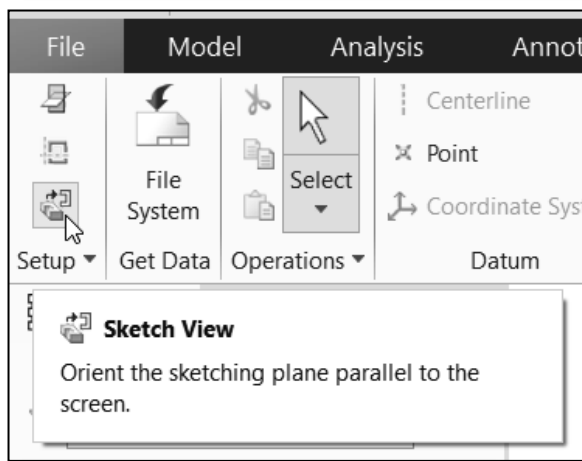 File Model Analysis Annot
Centerline
Point
File
System
Select
Coordinate Sys
Setup Get Data Operations Datum
Sketch View
Orient the sketching plane parallel to the
screen.